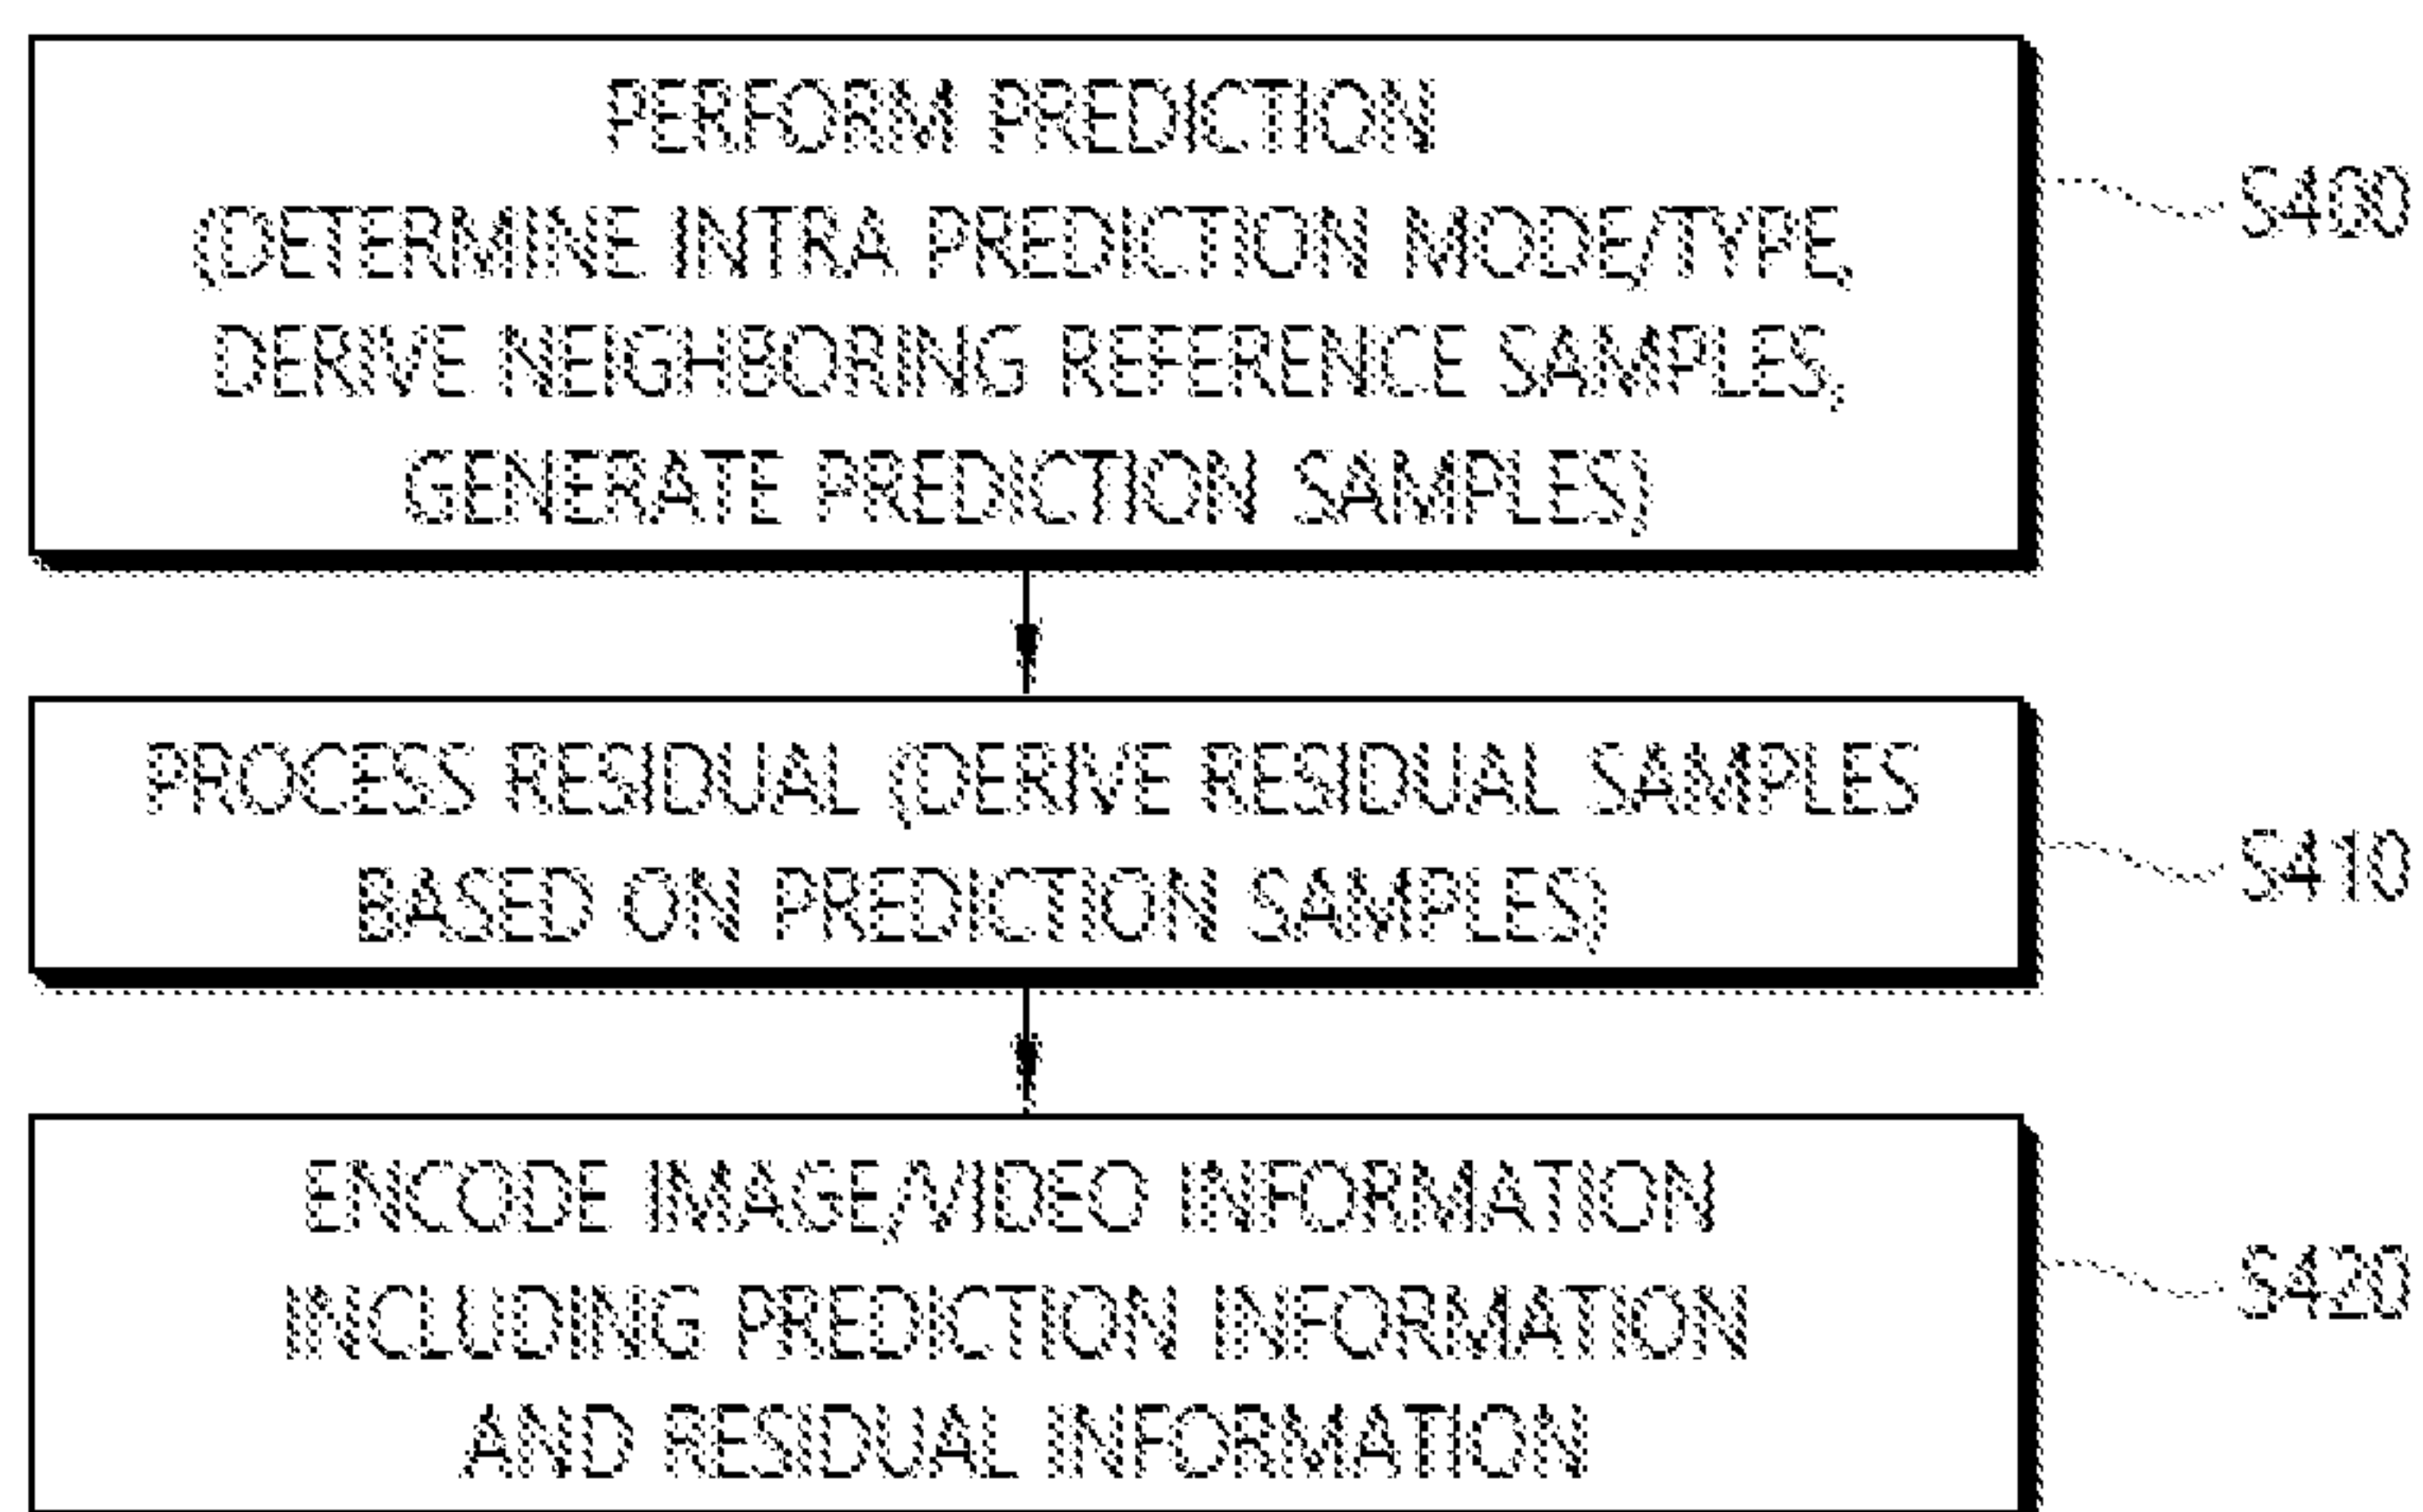 PERFORM PREDICTION
(DETERMINE INTRA PREDICTION MODE/TYPE,
DERIVE NEIGHBORING REFERENCE SAMPLES,
GENERATE PREDICTION SAMPLES)
S400
PROCESS RESIDUAL (DERIVE RESIDUAL SAMPLES
BASED ON PREDICTION SAMPLES)
S410
ENCODE IMAGE/VIDEO INFORMATION
INCLUDING PREDICTION INFORMATION
AND RESIDUAL INFORMATION
S420